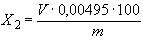 X₂ = V · 0,00495 · 100 / m